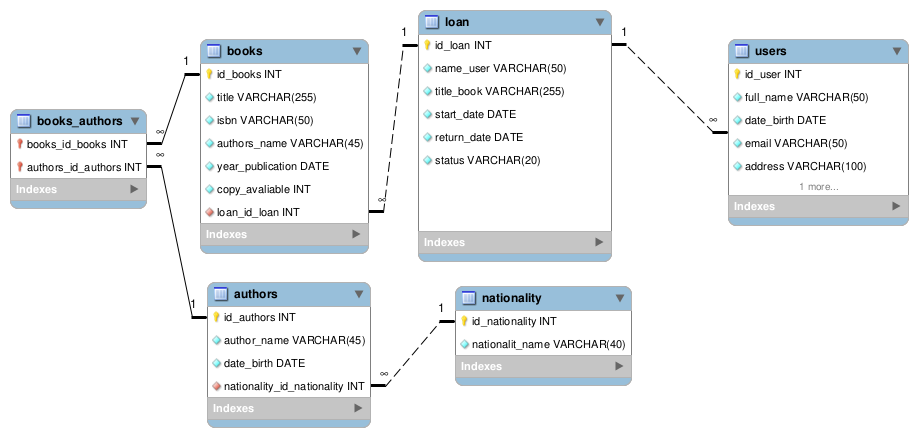 books_authors
books_id_books INT
authors_id_authors INT
Indexes
1
∞
∞
1
books
id_books INT
title VARCHAR(255)
isbn VARCHAR(50)
authors_name VARCHAR(45)
year_publication DATE
copy_avaliable INT
loan_id_loan INT
Indexes
1
∞
loan
id_loan INT
name_user VARCHAR(50)
title_book VARCHAR(255)
start_date DATE
return_date DATE
status VARCHAR(20)
Indexes
1
∞
users
id_user INT
full_name VARCHAR(50)
date_birth DATE
email VARCHAR(50)
address VARCHAR(100)
1 more...
Indexes
authors
id_authors INT
author_name VARCHAR(45)
date_birth DATE
nationality_id_nationality INT
Indexes
1
∞
nationality
id_nationality INT
nationalit_name VARCHAR(40)
Indexes